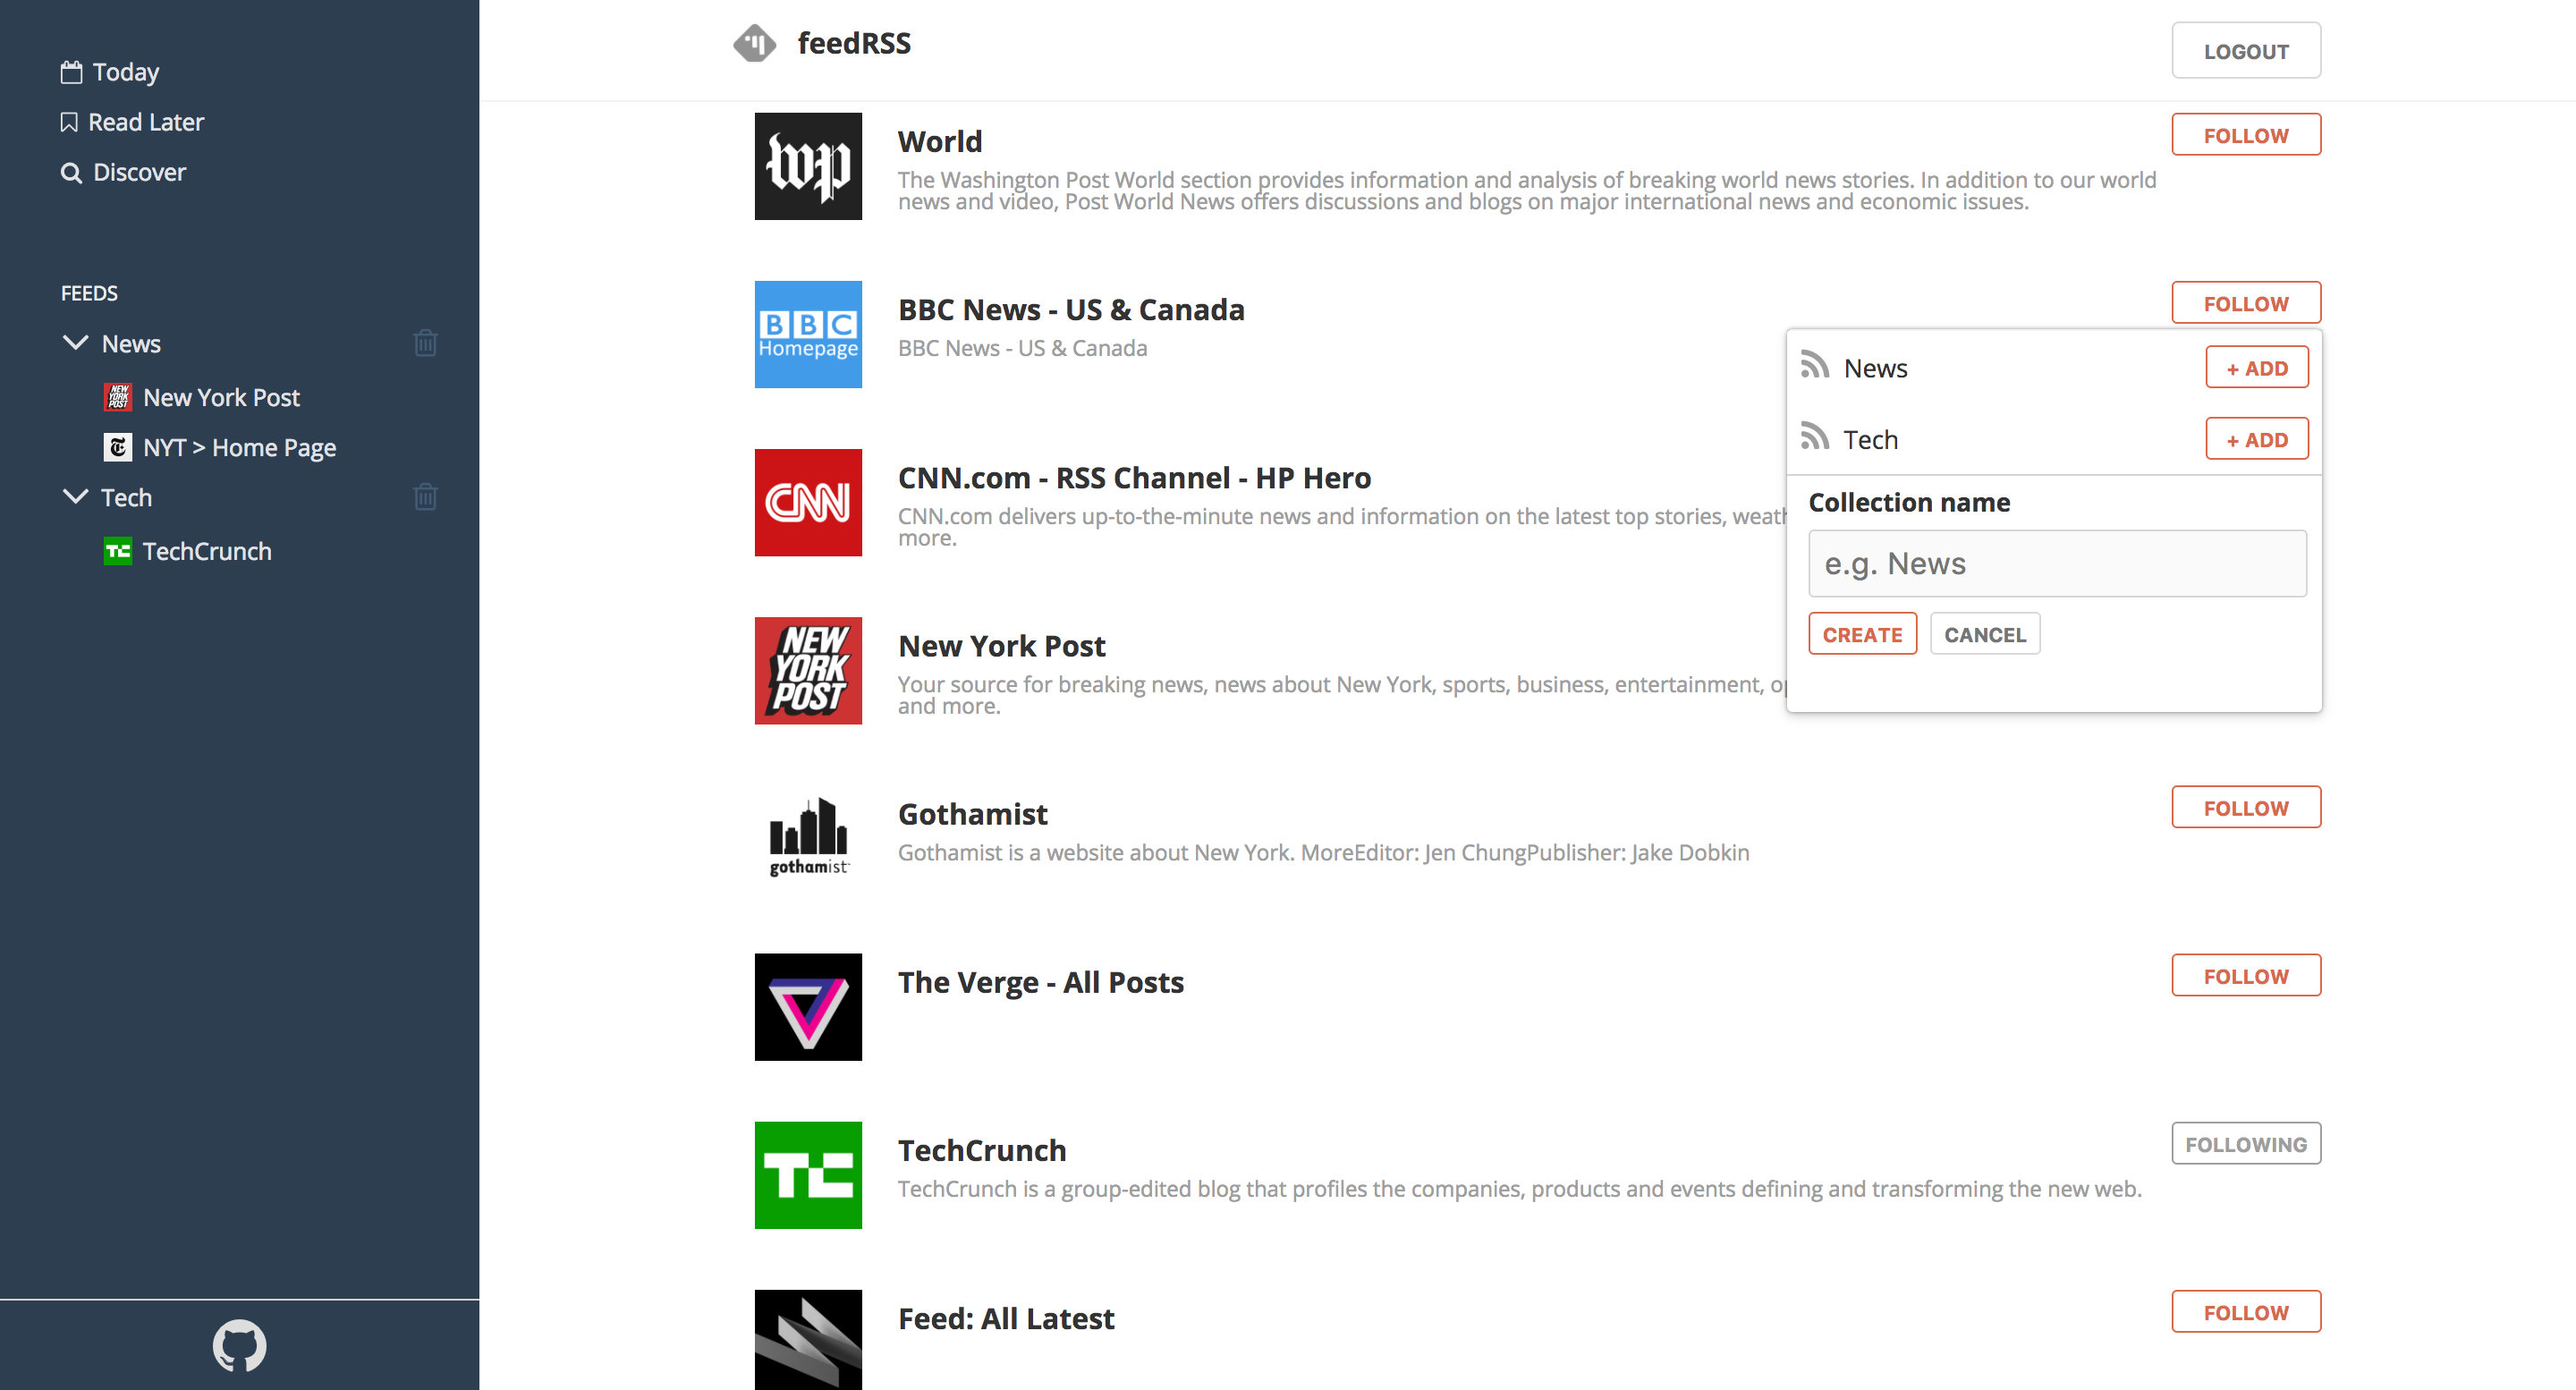 Today
Read Later
Discover
FEEDS
News
New York Post
NYT > Home Page
Tech
TechCrunch
feedRSS
LOGOUT
wp
World
The Washington Post World section provides information and analysis of breaking world news stories. In addition to our world
news and video, Post World News offers discussions and blogs on major international news and economic issues.
FOLLOW
BBC
Homepage
BBC News - US & Canada
BBC News - US & Canada
FOLLOW
News
+ ADD
Tech
+ ADD
Collection name
e.g. News
CREATE
CANCEL
CNN
CNN.com - RSS Channel - HP Hero
CNN.com delivers up-to-the-minute news and information on the latest top stories,
more.
NEW
YORK
POST
New York Post
Your source for breaking news, news about New York, sports, business, entertainment,
and more.
gothamist
Gothamist
Gothamist is a website about New York. MoreEditor: Jen ChungPublisher: Jake Dobkin
FOLLOW
The Verge - All Posts
FOLLOW
TC
TechCrunch
TechCrunch is a group-edited blog that profiles the companies, products and events defining and transforming the new web.
FOLLOWING
Feed: All Latest
FOLLOW